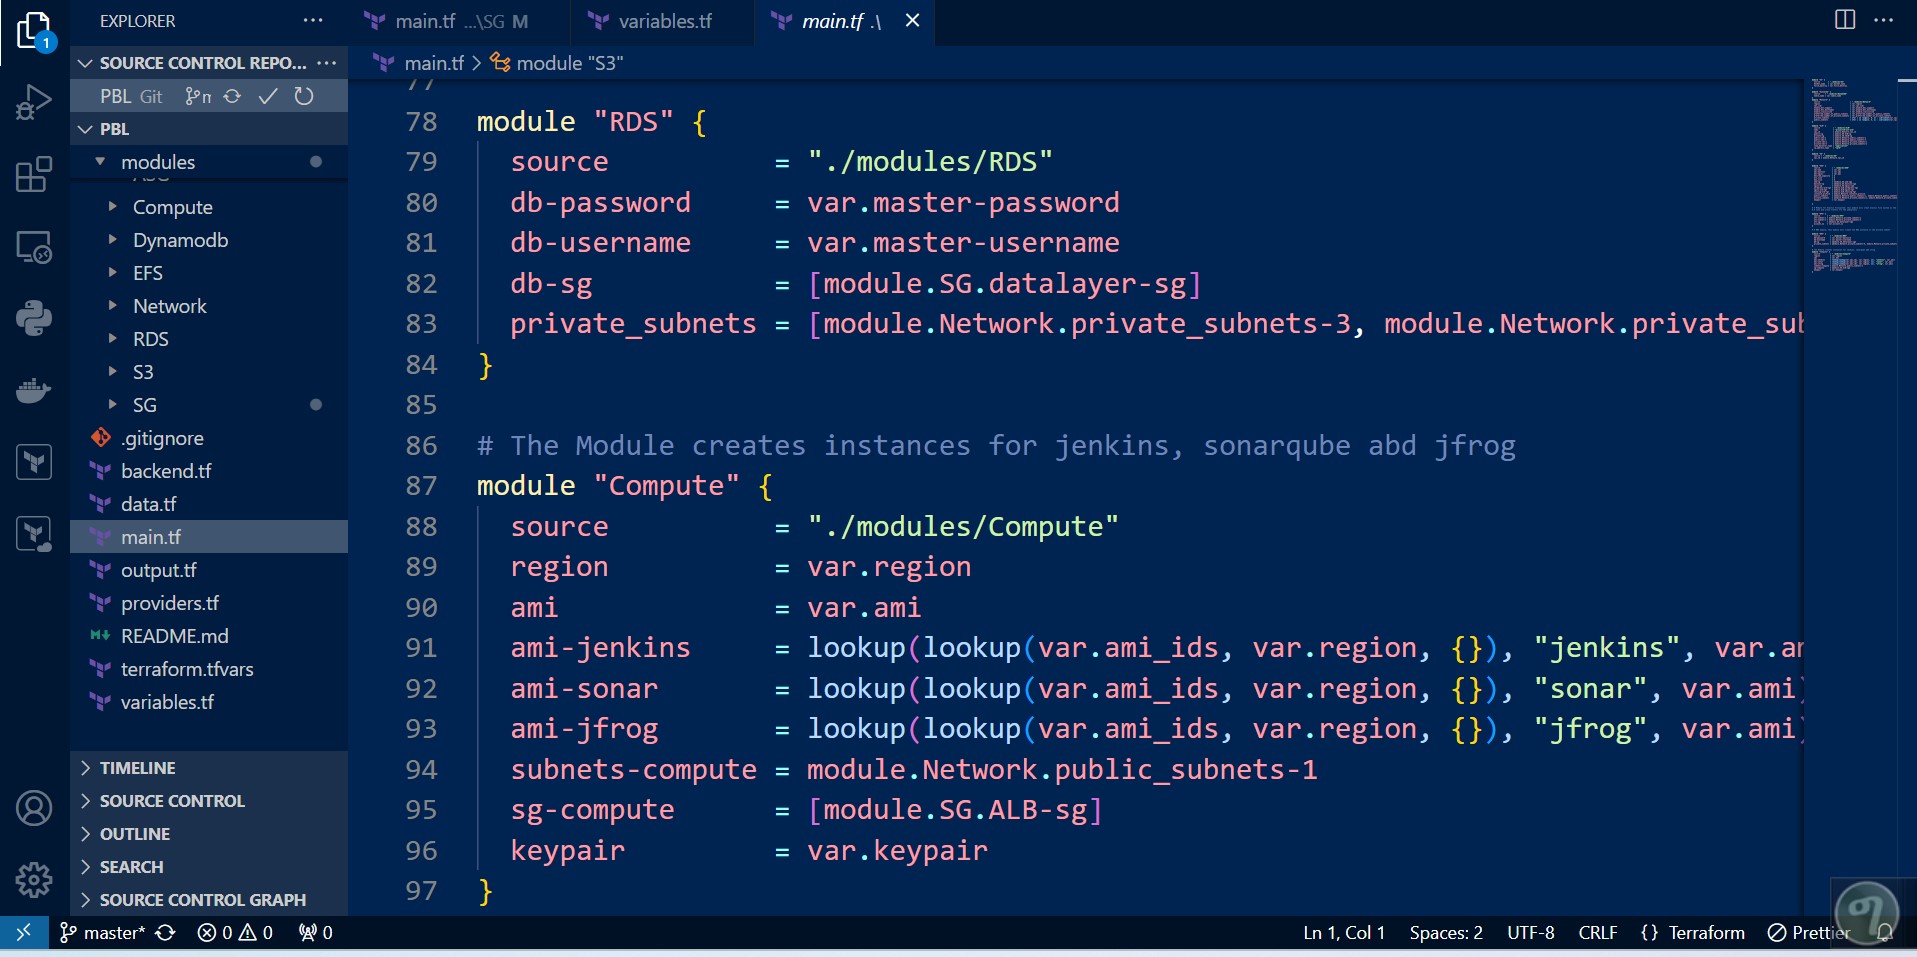 EXPLORER ...
main.tf ...\SG M
variables.tf
main.tf .\
SOURCE CONTROL REPO... ...
PBL Git
1
PBL
modules
Compute
Dynamodb
EFS
Network
RDS
S3
SG
.gitignore
backend.tf
data.tf
main.tf
output.tf
providers.tf
README.md
terraform.tfvars
variables.tf
TIMELINE
SOURCE CONTROL
OUTLINE
SEARCH
SOURCE CONTROL GRAPH
main.tf > module "S3"
77
78 module "RDS" {
79 source = "./modules/RDS"
80 db-password = var.master-password
81 db-username = var.master-username
82 db-sg = [module.SG.datalayer-sg]
83 private_subnets = [module.Network.private_subnets-3, module.Network.private_sub
84 }
85
86 # The Module creates instances for jenkins, sonarqube abd jfrog
87 module "Compute" {
88 source = "./modules/Compute"
89 region = var.region
90 ami = var.ami
91 ami-jenkins = lookup(lookup(var.ami_ids, var.region, {}), "jenkins", var.am
92 ami-sonar = lookup(lookup(var.ami_ids, var.region, {}), "sonar", var.ami)
93 ami-jfrog = lookup(lookup(var.ami_ids, var.region, {}), "jfrog", var.ami)
94 subnets-compute = module.Network.public_subnets-1
95 sg-compute = [module.SG.ALB-sg]
96 keypair = var.keypair
97 }
master* 0 0 0
Ln 1, Col 1 Spaces: 2 UTF-8 CRLF {} Terraform Prettier